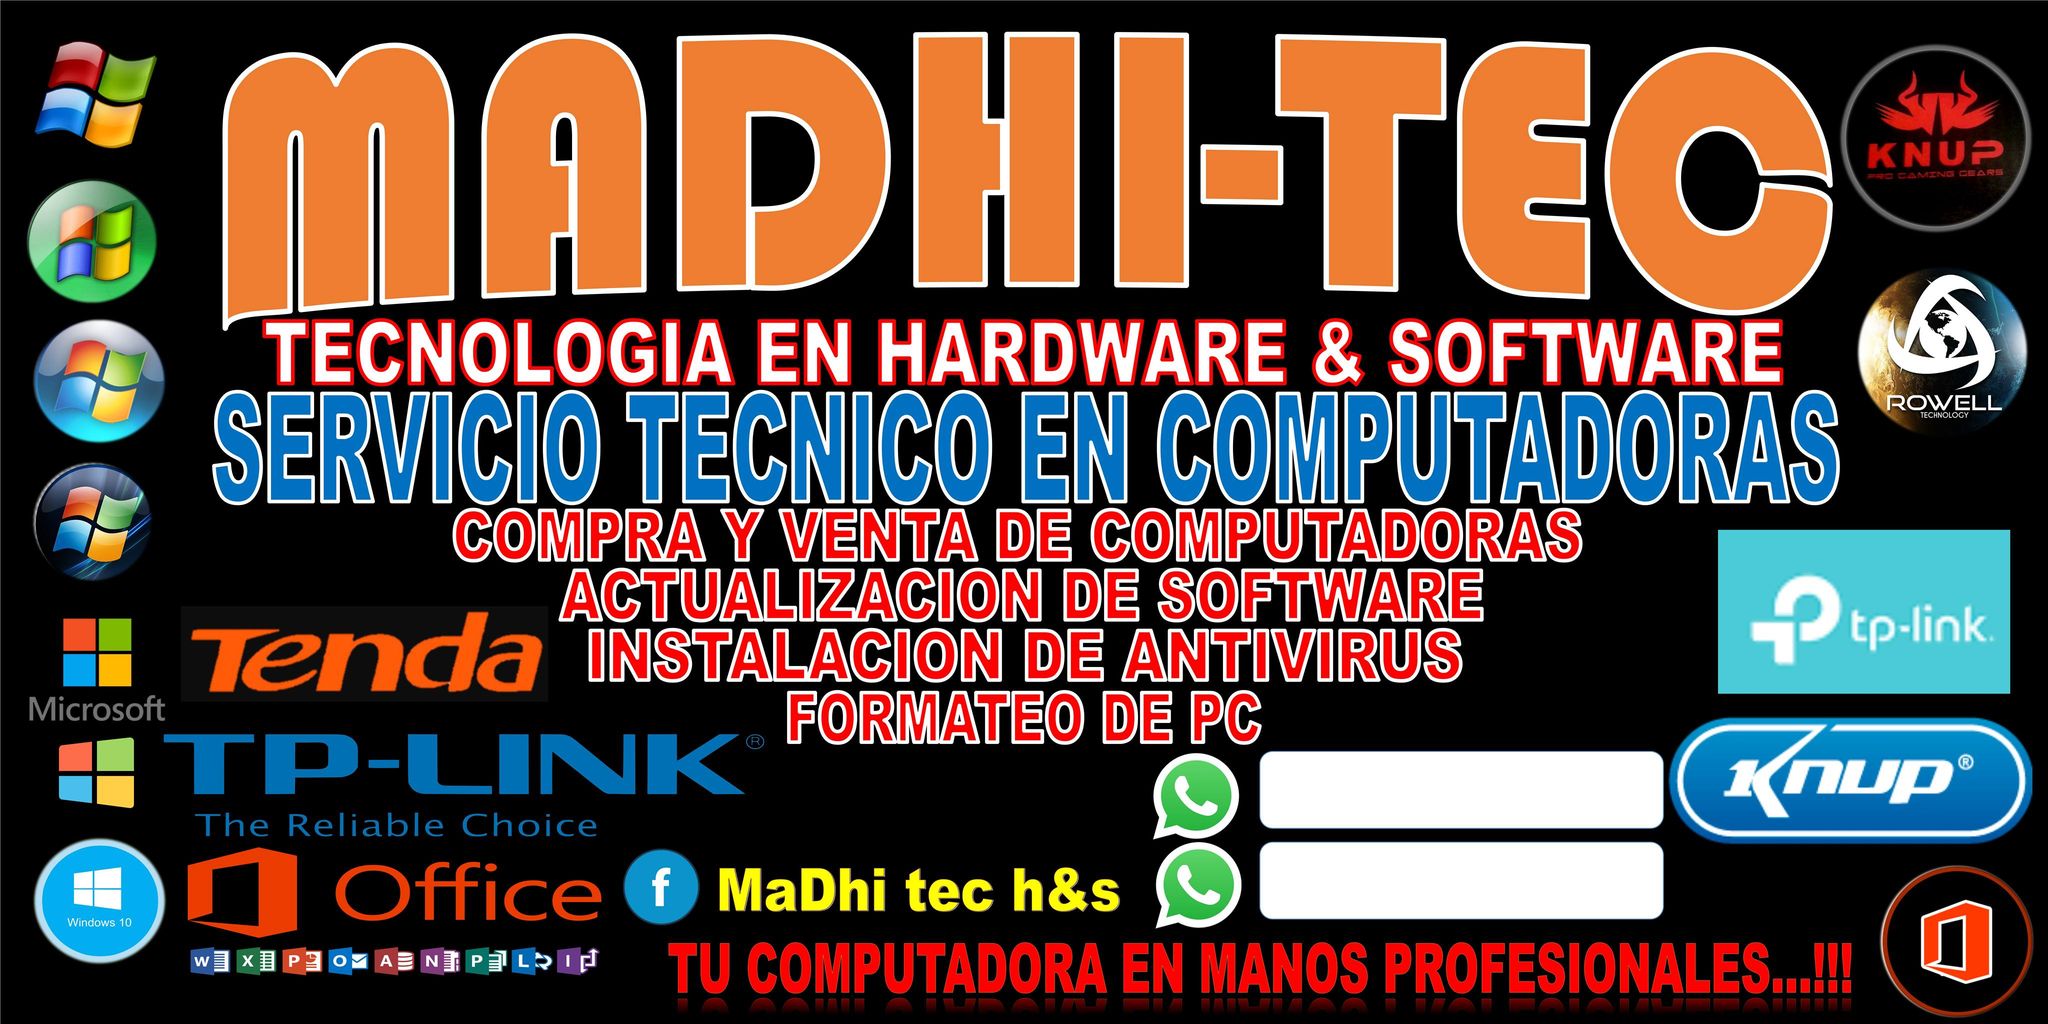 MADHI-TEC
KNUP
PRO GAMING GEARS
TECNOLOGIA EN HARDWARE & SOFTWARE
ROWELL
TECHNOLOGY
SERVICIO TECNICO EN COMPUTADORAS
COMPRA Y VENTA DE COMPUTADORAS
ACTUALIZACION DE SOFTWARE
INSTALACION DE ANTIVIRUS
FORMATEO DE PC
Tenda
tp-link
Microsoft
TP-LINK®
The Reliable Choice
Knup®
Windows 10
Office
f MaDhi tec h&s
W X P O A N P L I
TU COMPUTADORA EN MANOS PROFESIONALES...!!!